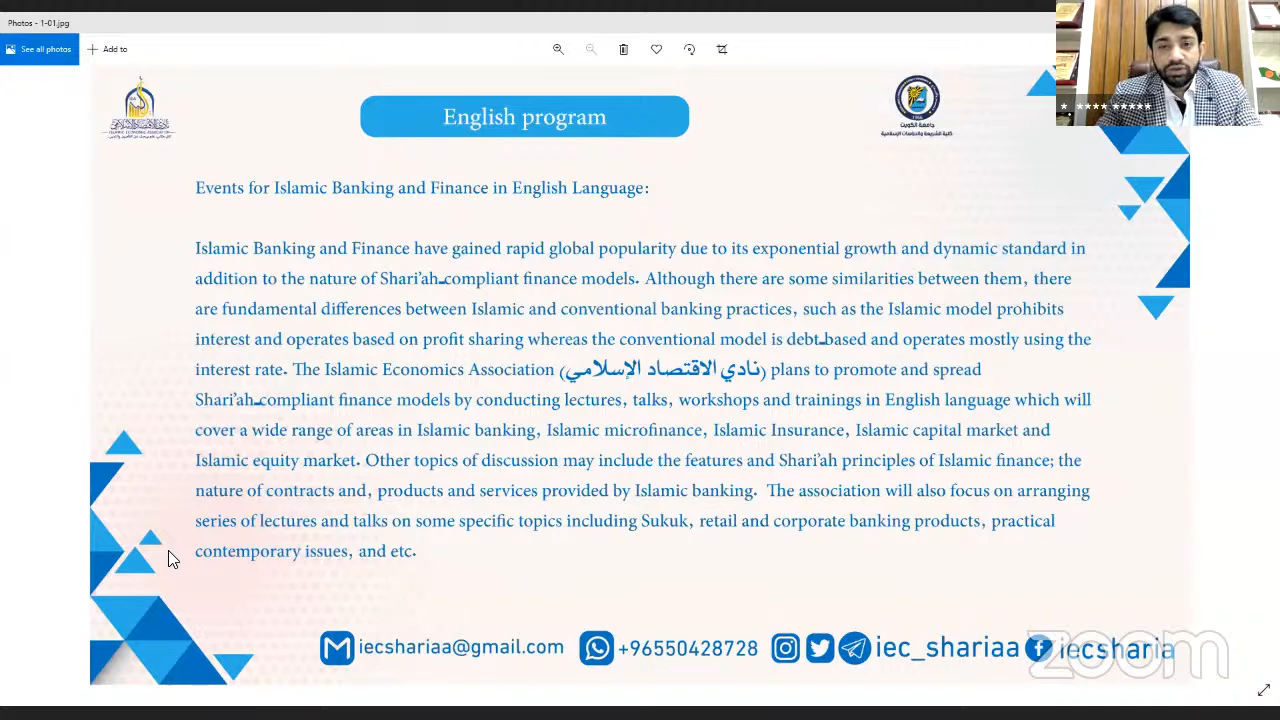 Photos - 1-01.jpg
See all photos
Add to
English program
ISLAMIC ECONOMIC ASSOCIATION
جامعة الكويت
كلية الشريعة والدراسات الإسلامية
* **** *****
Events for Islamic Banking and Finance in English Language:
Islamic Banking and Finance have gained rapid global popularity due to its exponential growth and dynamic standard in
addition to the nature of Shari'ah-compliant finance models. Although there are some similarities between them, there
are fundamental differences between Islamic and conventional banking practices, such as the Islamic model prohibits
interest and operates based on profit sharing whereas the conventional model is debt-based and operates mostly using the
interest rate. The Islamic Economics Association (نادي الاقتصاد الإسلامي) plans to promote and spread
Shari'ah-compliant finance models by conducting lectures, talks, workshops and trainings in English language which will
cover a wide range of areas in Islamic banking, Islamic microfinance, Islamic Insurance, Islamic capital market and
Islamic equity market. Other topics of discussion may include the features and Shari'ah principles of Islamic finance; the
nature of contracts and, products and services provided by Islamic banking. The association will also focus on arranging
series of lectures and talks on some specific topics including Sukuk, retail and corporate banking products, practical
contemporary issues, and etc.
iecshariaa@gmail.com +96550428728 iec_shariaa iecsharia
zoom